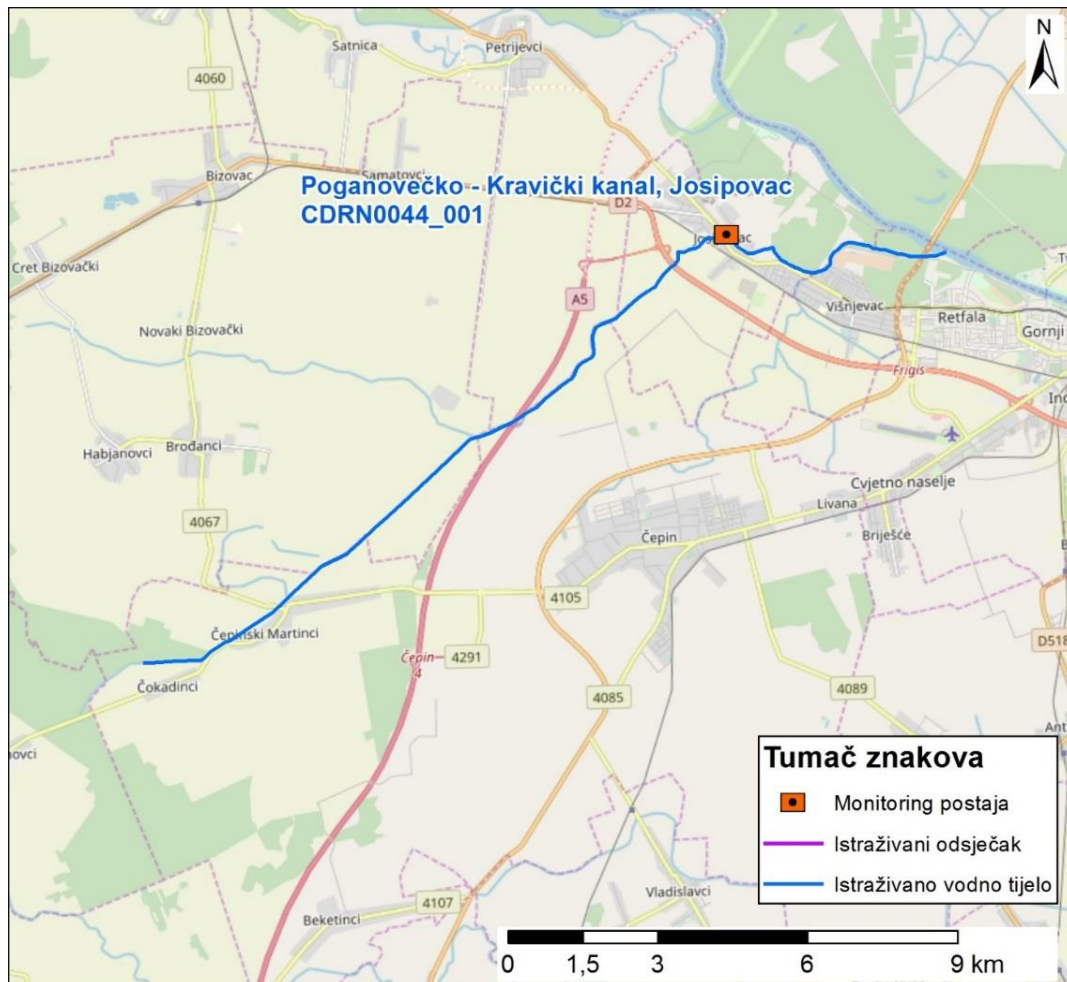 N
Satnica
Petrijevci
4060
Bizovac
Samatovci
Poganovečko - Kravički kanal, Josipovac
CDRN0044_001
D2
Cret Bizovački
A5
Višnjevac
Retfala
Gornji
Novaki Bizovački
Frigis
Habjanovci
Brođanci
Cvjetno naselje
Livana
4067
Čepin
Briješće
4105
Čepinski Martinci
D518
Čepin
4
4291
Čokadinci
4085
4089
Tumač znakova
Monitoring postaja
Istraživani odsječak
Istraživano vodno tijelo
Vladislavci
4107
Beketinci
0 1,5 3 6 9 km